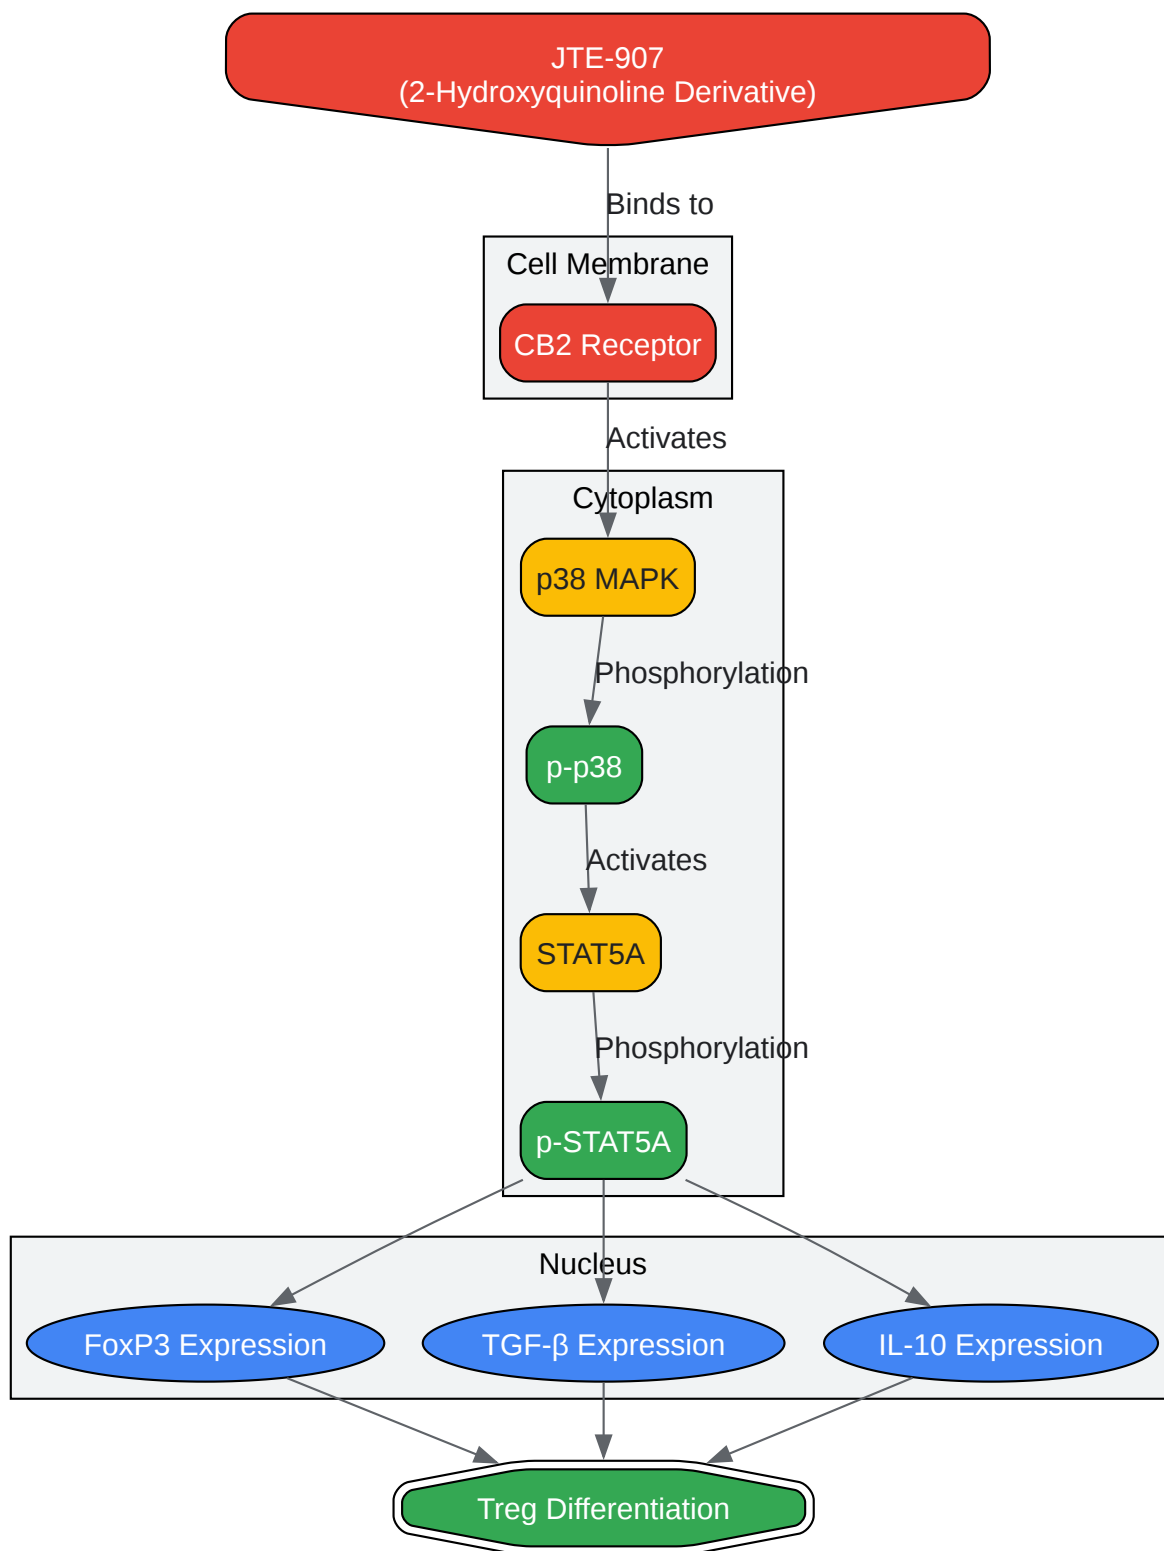 JTE-907
(2-Hydroxyquinoline Derivative)
Binds to
Cell Membrane
CB2 Receptor
Activates
Cytoplasm
p38 MAPK
Phosphorylation
p-p38
Activates
STAT5A
Phosphorylation
p-STAT5A
Nucleus
FoxP3 Expression
TGF-β Expression
IL-10 Expression
Treg Differentiation